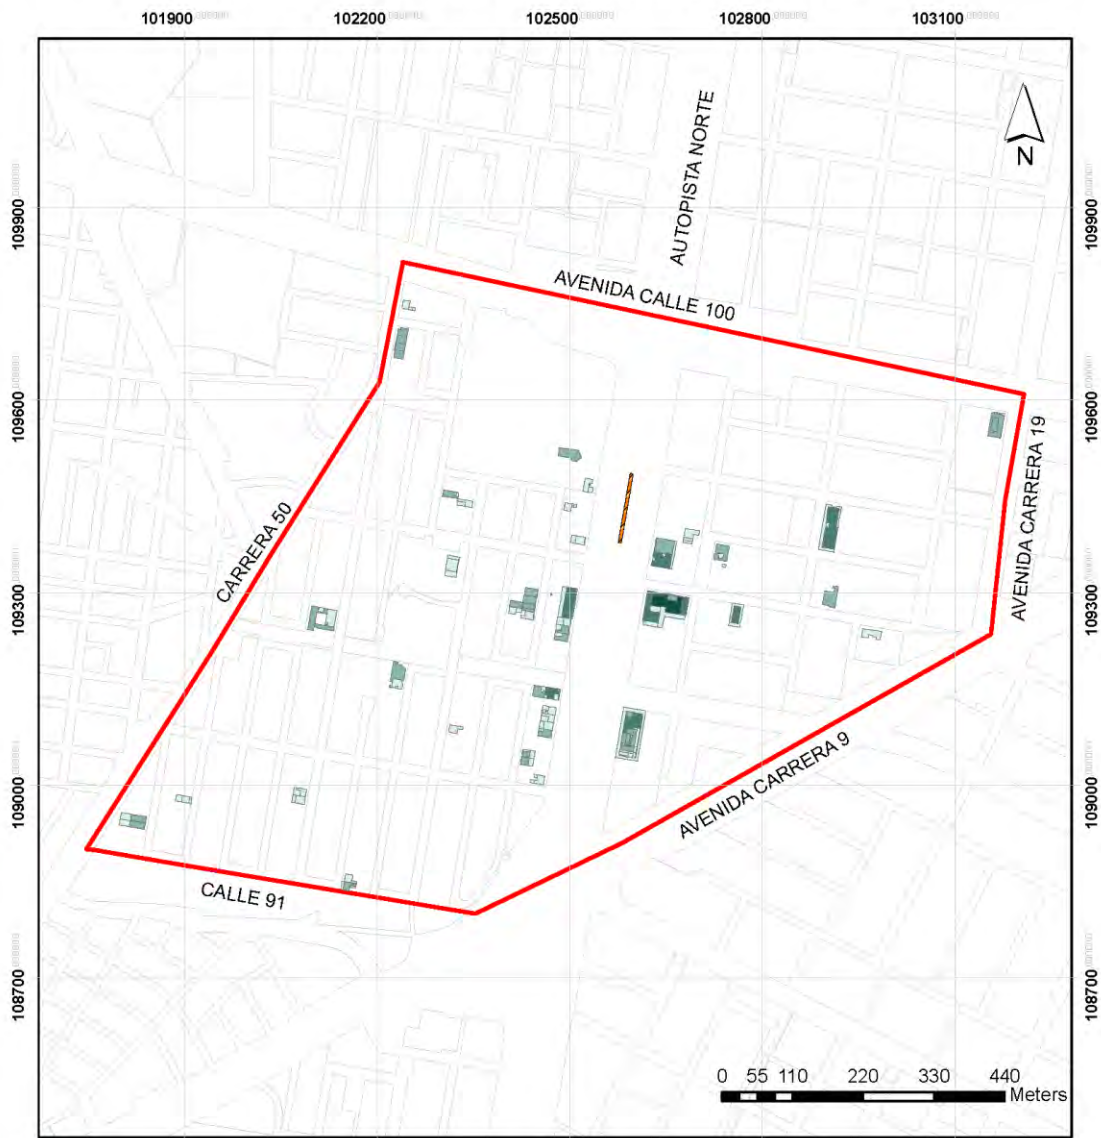 101900 102200 102500 102800 103100
109900 109900
AUTOPISTA NORTE
N
AVENIDA CALLE 100
109600 109600
AVENIDA CARRERA 19
CARRERA 50
109300 109300
AVENIDA CARRERA 9
109000 109000
CALLE 91
108700 108700
0 55 110 220 330 440
Meters